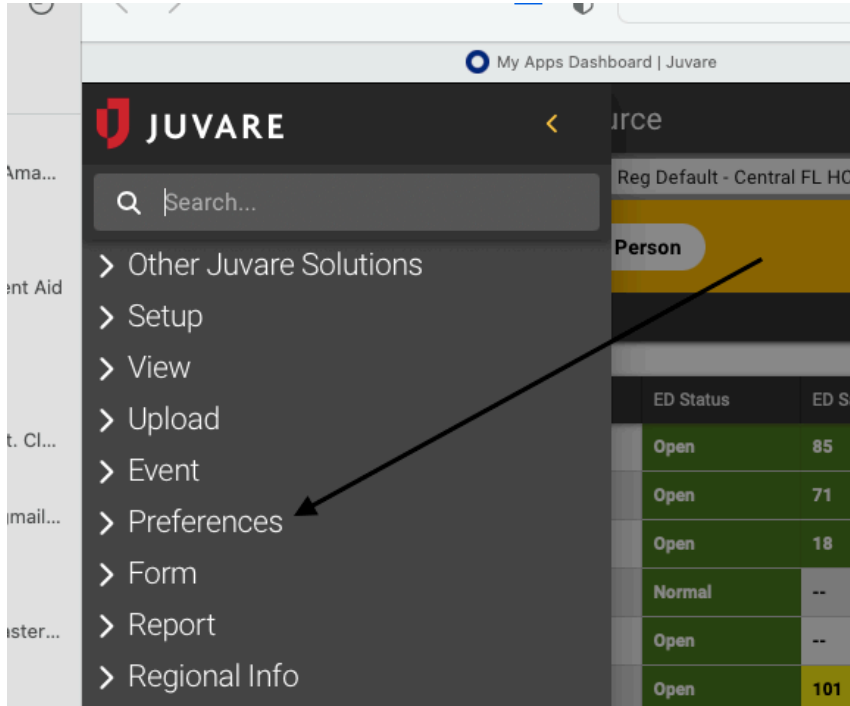 My Apps Dashboard | Juvare
JUVARE
urce
Ama...
Search...
Reg Default - Central FL HC
Person
Other Juvare Solutions
ent Aid
Setup
View
ED Status
ED S
Upload
t. Cl...
Open
85
Event
Open
71
Preferences
mail...
Open
18
Form
Normal
--
Report
aster...
Open
--
Regional Info
Open
101